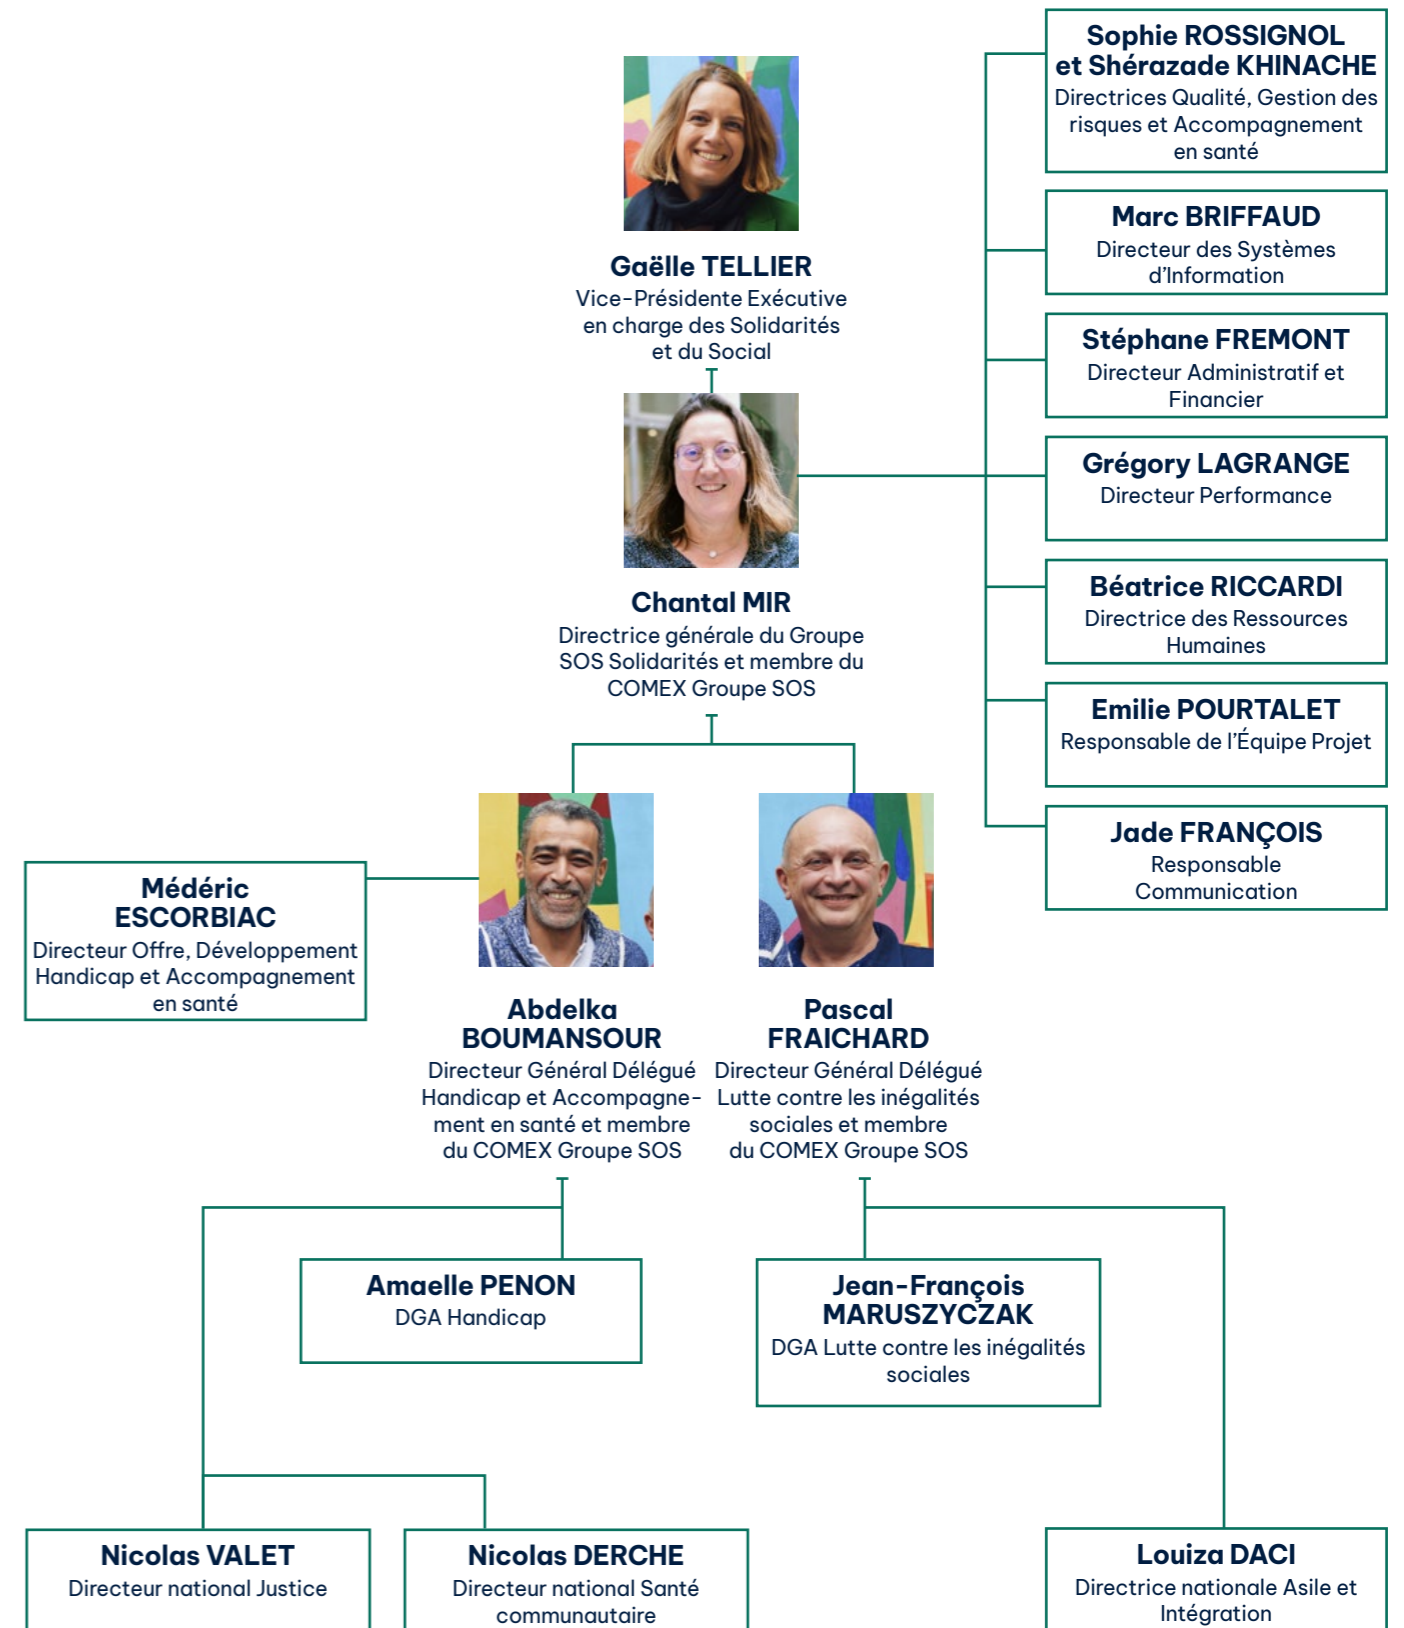 Gaëlle TELLIER
Vice-Présidente Exécutive
en charge des Solidarités
et du Social
Chantal MIR
Directrice générale du Groupe
SOS Solidarités et membre du
COMEX Groupe SOS
Sophie ROSSIGNOL
et Shérazade KHINACHE
Directrices Qualité, Gestion des
risques et Accompagnement
en santé
Marc BRIFFAUD
Directeur des Systèmes
d’Information
Stéphane FREMONT
Directeur Administratif et
Financier
Grégory LAGRANGE
Directeur Performance
Béatrice RICCARDI
Directrice des Ressources
Humaines
Emilie POURTALET
Responsable de l’Équipe Projet
Jade FRANÇOIS
Responsable
Communication
Médéric
ESCORBIAC
Directeur Offre, Développement
Handicap et Accompagnement
en santé
Abdelka
BOUMANSOUR
Directeur Général Délégué
Handicap et Accompagne-
ment en santé et membre
du COMEX Groupe SOS
Pascal
FRAICHARD
Directeur Général Délégué
Lutte contre les inégalités
sociales et membre
du COMEX Groupe SOS
Amaelle PENON
DGA Handicap
Jean-François
MARUSZYCZAK
DGA Lutte contre les inégalités
sociales
Nicolas VALET
Directeur national Justice
Nicolas DERCHE
Directeur national Santé
communautaire
Louiza DACI
Directrice nationale Asile et
Intégration